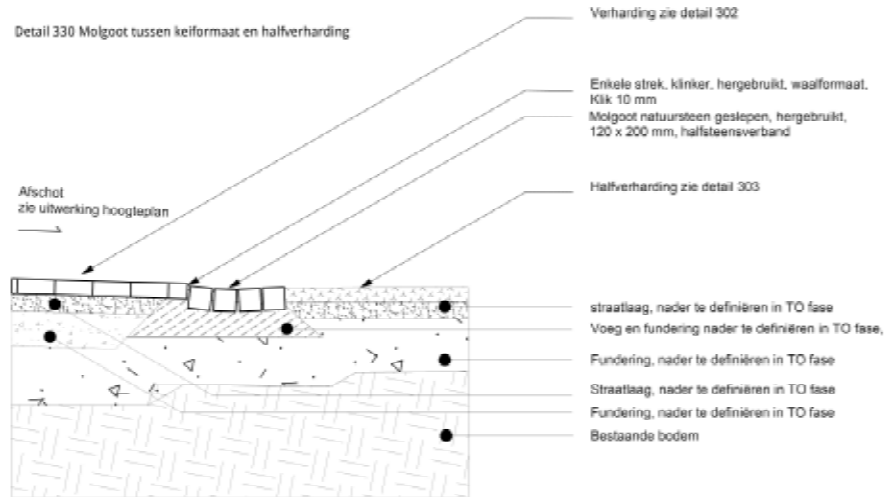 Verharding zie detail 302
Detail 330 Molgoot tussen keiformaat en halfverharding
Enkele strek, klinker, hergebruikt, waalformaat,
Klik 10 mm
Molgoot natuursteen geslepen, hergebruikt,
120 x 200 mm, halfsteensverband
Halfverharding zie detail 303
Afschot
zie uitwerking hoogteplan
straatlaag, nader te definiëren in TO fase
Voeg en fundering nader te definiëren in TO fase,
Fundering, nader te definiëren in TO fase
Straatlaag, nader te definiëren in TO fase
Fundering, nader te definiëren in TO fase
Bestaande bodem